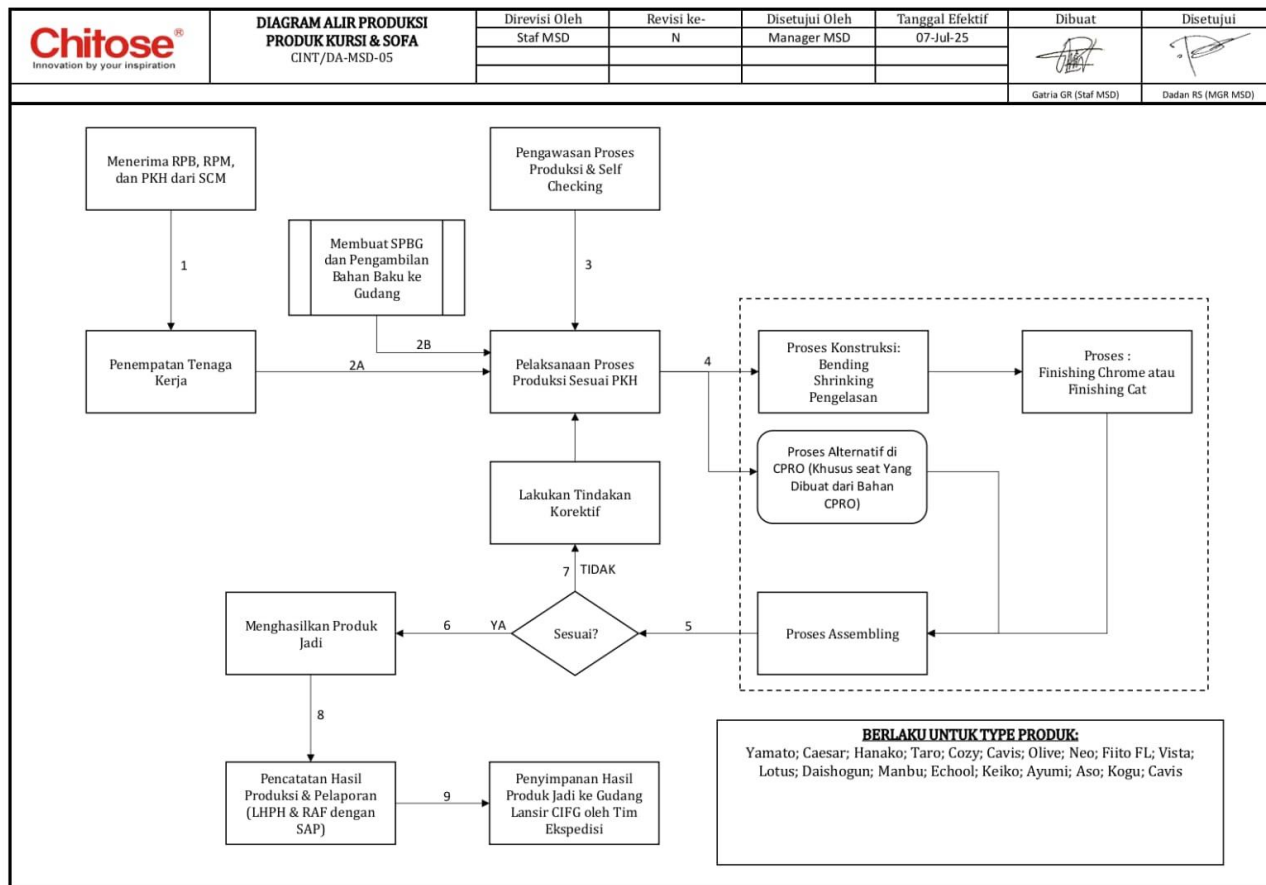 Chitose®
Innovation by your inspiration
DIAGRAM ALIR PRODUKSI
PRODUK KURSI & SOFA
CINT/DA-MSD-05
Direvisi Oleh
Revisi ke-
Disetujui Oleh
Tanggal Efektif
Dibuat
Disetujui
Staf MSD
N
Manager MSD
07-Jul-25
Gatria GR (Staf MSD)
Dadan RS (MGR MSD)
Menerima RPB, RPM,
dan PKH dari SCM
Pengawasan Proses
Produksi & Self
Checking
Membuat SPBG
dan Pengambilan
Bahan Baku ke
Gudang
1
3
2B
Penempatan Tenaga
Kerja
2A
Pelaksanaan Proses
Produksi Sesuai PKH
4
Proses Konstruksi:
Bending
Shrinking
Pengelasan
Proses :
Finishing Chrome atau
Finishing Cat
Proses Alternatif di
CPRO (Khusus seat Yang
Dibuat dari Bahan
CPRO)
Lakukan Tindakan
Korektif
7
TIDAK
Menghasilkan Produk
Jadi
6
YA
Sesuai?
5
Proses Assembling
8
Pencatatan Hasil
Produksi & Pelaporan
(LHPH & RAF dengan
SAP)
9
Penyimpanan Hasil
Produk Jadi ke Gudang
Lansir CIFG oleh Tim
Ekspedisi
BERLAKU UNTUK TYPE PRODUK:
Yamato; Caesar; Hanako; Taro; Cozy; Cavis; Olive; Neo; Fiito FL; Vista;
Lotus; Daishogun; Manbu; Echool; Keiko; Ayumi; Aso; Kogu; Cavis